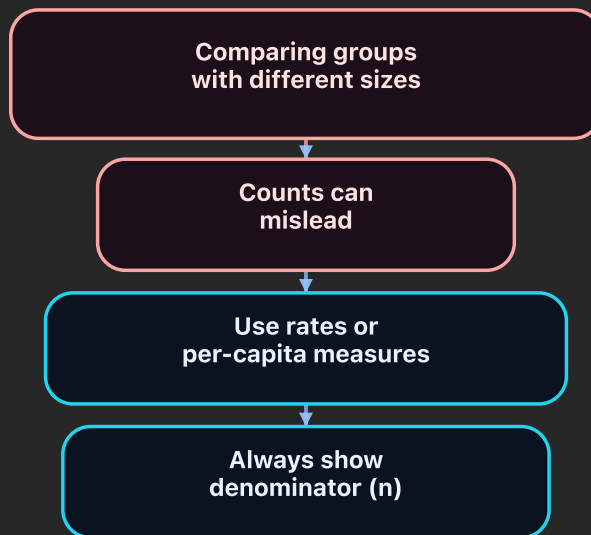 Comparing groups
with different sizes
Counts can
mislead
Use rates or
per-capita measures
Always show
denominator (n)